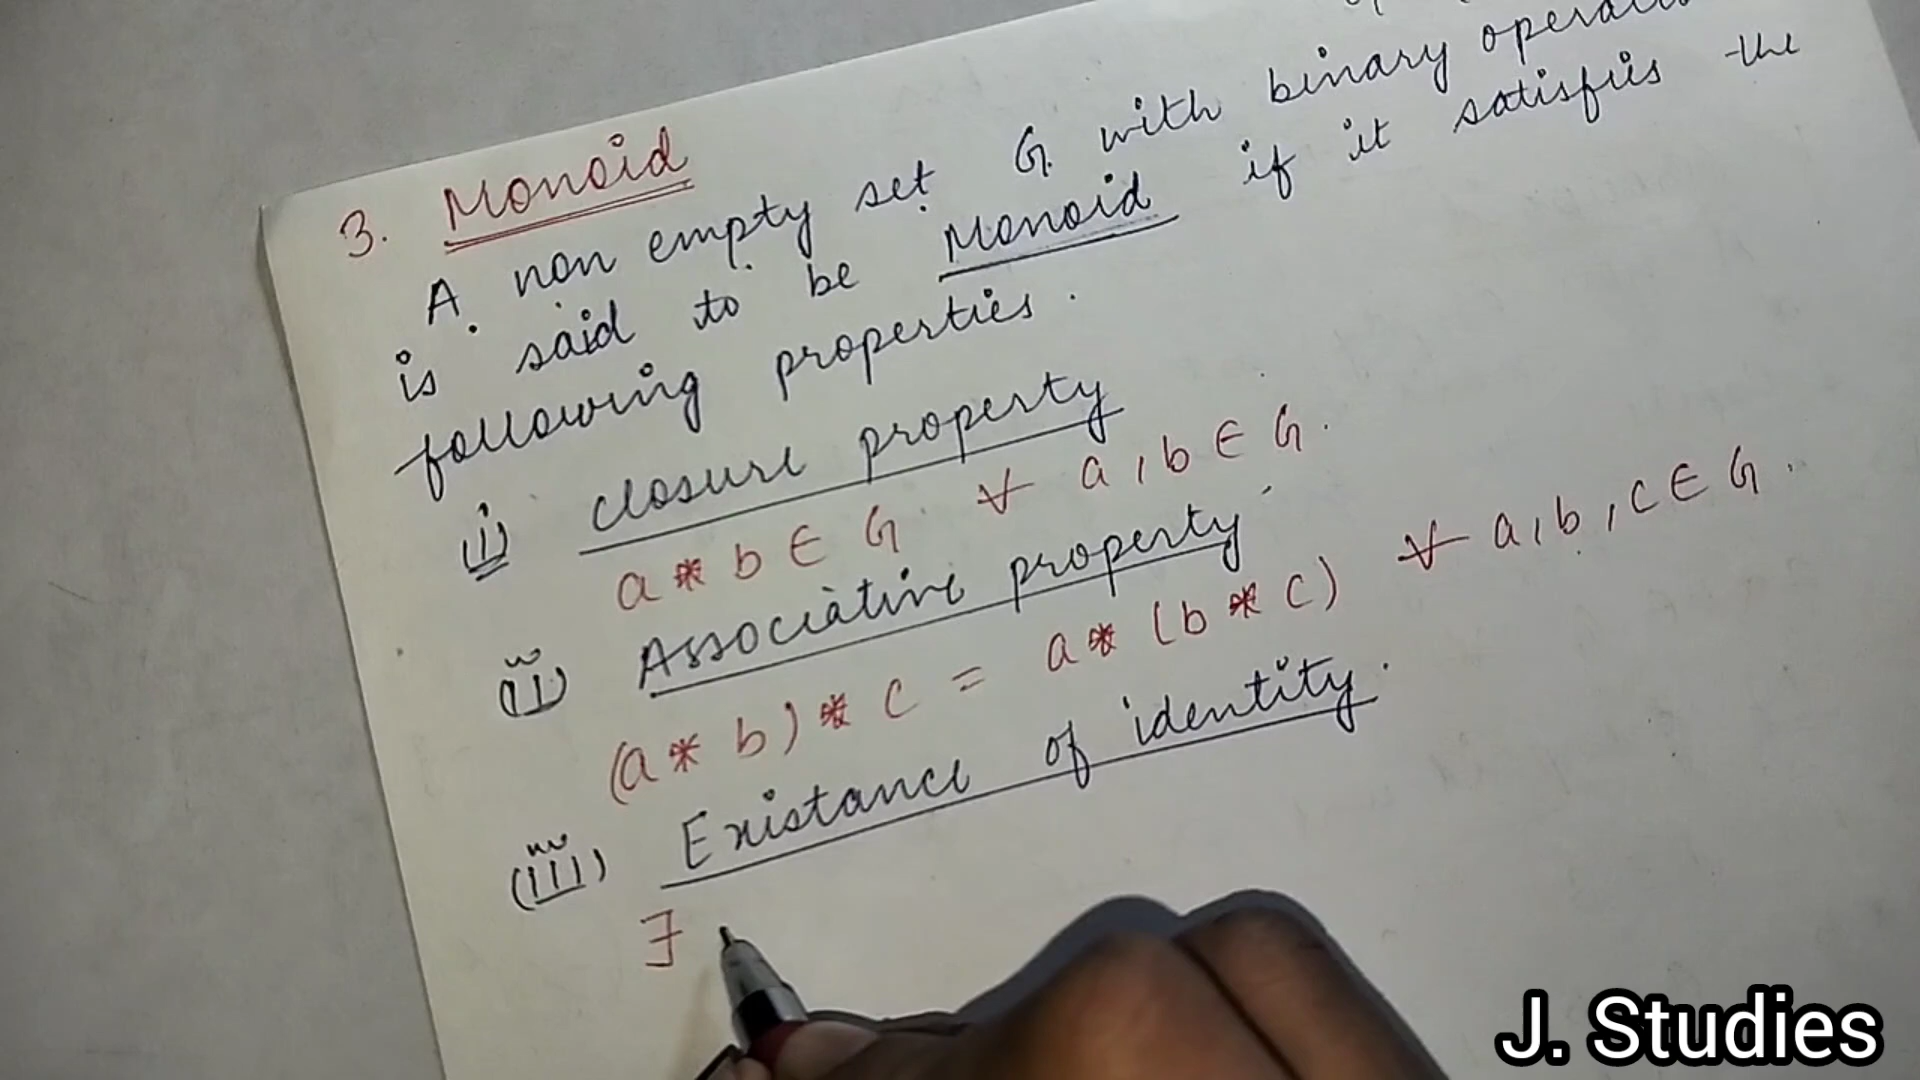 3. Monoid
A non empty set G with binary
is said to be Monoid if it satisfies the
following properties.
(i) closure property
a * b ∈ G ∀ a, b ∈ G.
(ii) Associative property
(a * b) * c = a * (b * c) ∀ a, b, c ∈ G.
(iii) Existance of identity.
∃
J. Studies